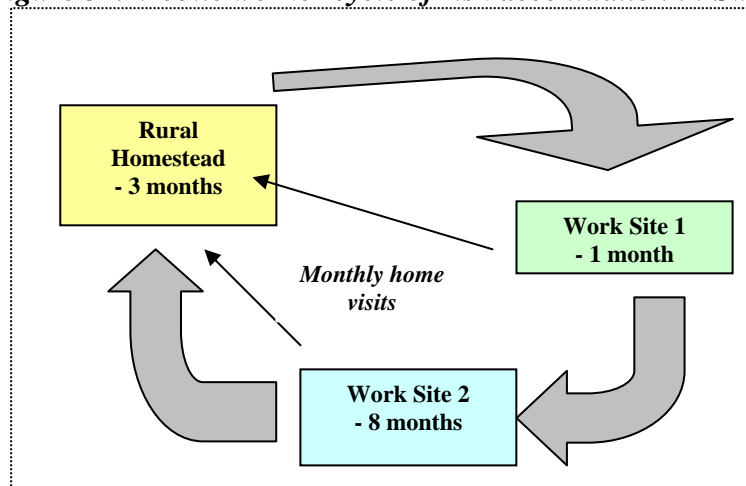 Rural
Homestead
- 3 months
Work Site 1
- 1 month
Monthly home
visits
Work Site 2
- 8 months